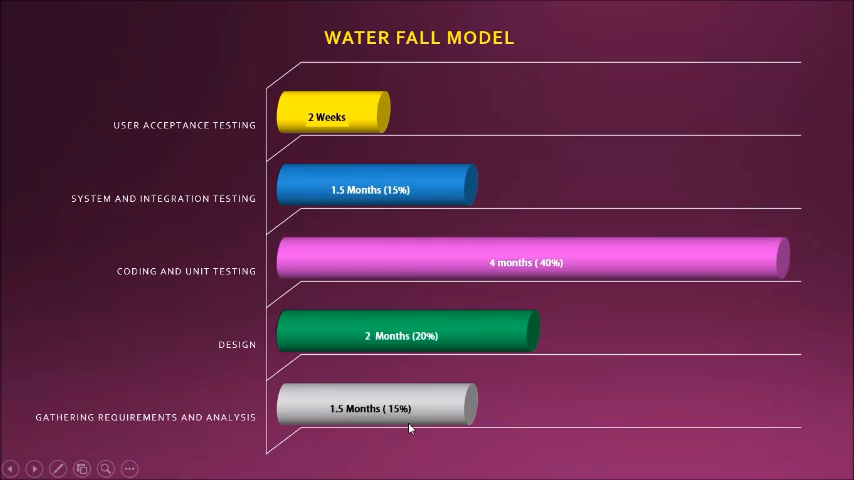 WATER FALL MODEL
USER ACCEPTANCE TESTING
2 Weeks
SYSTEM AND INTEGRATION TESTING
1.5 Months (15%)
CODING AND UNIT TESTING
4 months ( 40%)
DESIGN
2  Months (20%)
GATHERING REQUIREMENTS AND ANALYSIS
1.5 Months ( 15%)